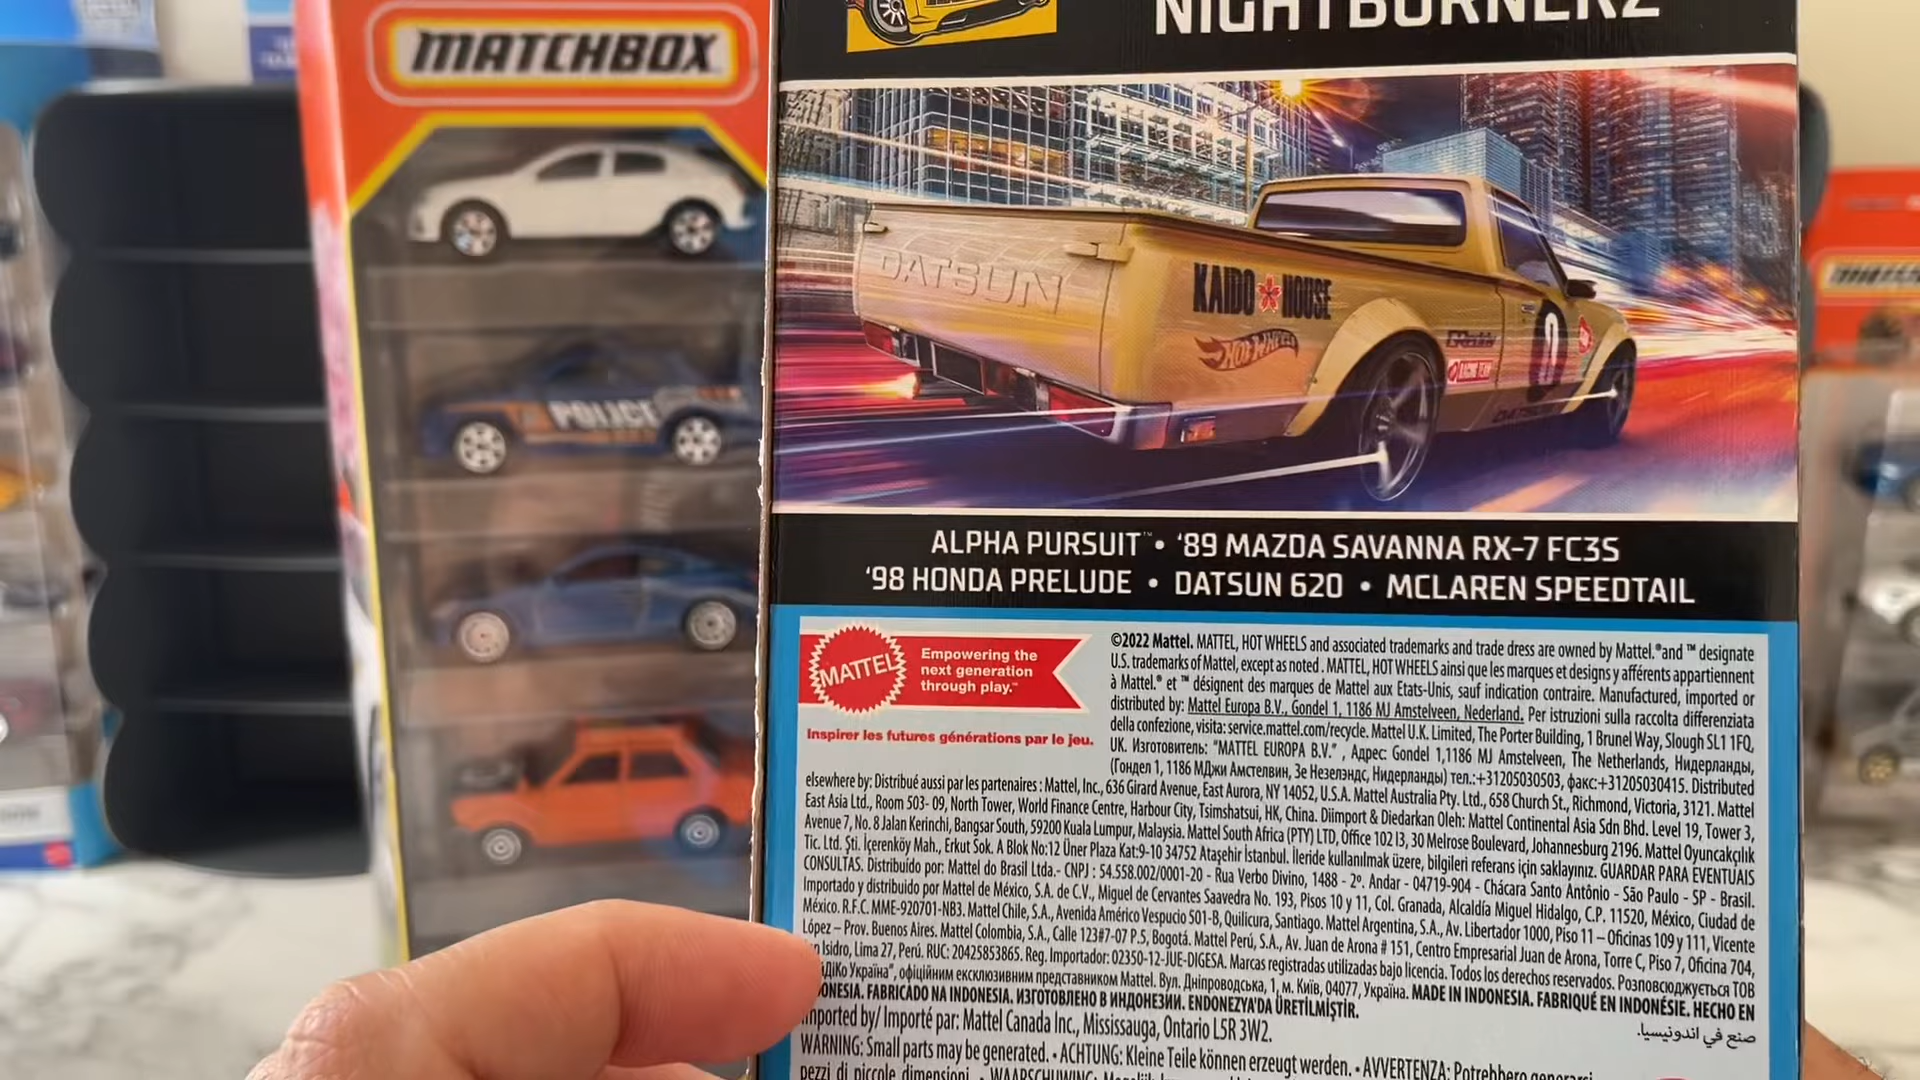 MATCHBOX
NIGHTBURNERZ
DATSUN
KAIDO HOUSE
HOT WHEELS
GReddy
RACING TEAM
POLICE
ALPHA PURSUIT™ • '89 MAZDA SAVANNA RX-7 FC3S
'98 HONDA PRELUDE • DATSUN 620 • MCLAREN SPEEDTAIL
MATTEL
Empowering the
next generation
through play.™
Inspirer les futures générations par le jeu.
©2022 Mattel. MATTEL, HOT WHEELS and associated trademarks and trade dress are owned by Mattel.®and ™ designate
U.S. trademarks of Mattel, except as noted . MATTEL, HOT WHEELS ainsi que les marques et designs y afférents appartiennent
à Mattel.® et ™ désignent des marques de Mattel aux Etats-Unis, sauf indication contraire. Manufactured, imported or
distributed by: Mattel Europa B.V., Gondel 1, 1186 MJ Amstelveen, Nederland. Per istruzioni sulla raccolta differenziata
della confezione, visita: service.mattel.com/recycle. Mattel U.K. Limited, The Porter Building, 1 Brunel Way, Slough SL1 1FQ,
UK. Изготовитель: "MATTEL EUROPA B.V." , Адрес: Gondel 1,1186 MJ Amstelveen, The Netherlands, Нидерланды,
(Гондел 1, 1186 МДжи Амстелвин, Зе Незелэндс, Нидерланды) тел.:+31205030503, факс:+31205030415. Distributed
elsewhere by: Distribué aussi par les partenaires : Mattel, Inc., 636 Girard Avenue, East Aurora, NY 14052, U.S.A. Mattel Australia Pty. Ltd., 658 Church St., Richmond, Victoria, 3121. Mattel
East Asia Ltd., Room 503- 09, North Tower, World Finance Centre, Harbour City, Tsimshatsui, HK, China. Diimport & Diedarkan Oleh: Mattel Continental Asia Sdn Bhd. Level 19, Tower 3,
Avenue 7, No. 8 Jalan Kerinchi, Bangsar South, 59200 Kuala Lumpur, Malaysia. Mattel South Africa (PTY) LTD, Office 102 I3, 30 Melrose Boulevard, Johannesburg 2196. Mattel Oyuncakçılık
Tic. Ltd. Şti. İçerenköy Mah., Erkut Sok. A Blok No:12 Üner Plaza Kat:9-10 34752 Ataşehir İstanbul. İleride kullanılmak üzere, bilgileri referans için saklayınız. GUARDAR PARA EVENTUAIS
CONSULTAS. Distribuido por: Mattel do Brasil Ltda.- CNPJ : 54.558.002/0001-20 - Rua Verbo Divino, 1488 - 2º. Andar - 04719-904 - Chácara Santo Antônio - São Paulo - SP - Brasil.
Importado y distribuido por Mattel de México, S.A. de C.V., Miguel de Cervantes Saavedra No. 193, Pisos 10 y 11, Col. Granada, Alcaldía Miguel Hidalgo, C.P. 11520, México, Ciudad de
México. R.F.C. MME-920701-NB3. Mattel Chile, S.A., Avenida Américo Vespucio 501-B, Quilicura, Santiago. Mattel Argentina, S.A., Av. Libertador 1000, Piso 11 – Oficinas 109 y 111, Vicente
López – Prov. Buenos Aires. Mattel Colombia, S.A., Calle 123#7-07 P.5, Bogotá. Mattel Perú, S.A., Av. Juan de Arona # 151, Centro Empresarial Juan de Arona, Torre C, Piso 7, Oficina 704,
Isidro, Lima 27, Perú. RUC: 20425853865. Reg. Importador: 02350-12-JUE-DIGESA. Marcas registradas utilizadas bajo licencia. Todos los derechos reservados. Розповсюджується ТОВ
Україна", офіційним ексклюзивним представником Mattel. Вул. Дніпроводська, 1, м. Київ, 04077, Україна. MADE IN INDONESIA. FABRIQUÉ EN INDONÉSIE. HECHO EN
ONESIA. FABRICADO NA INDONESIA. ИЗГОТОВЛЕНО В ИНДОНЕЗИИ. ENDONEZYA'DA ÜRETİLMİŞTİR.
صنع في اندونيسيا.
Imported by/ Importé par: Mattel Canada Inc., Mississauga, Ontario L5R 3W2.
WARNING: Small parts may be generated. • ACHTUNG: Kleine Teile können erzeugt werden. • AVVERTENZA: Potrebbero generarsi
pezzi di piccole dimensioni. • WAARSCHUWING: